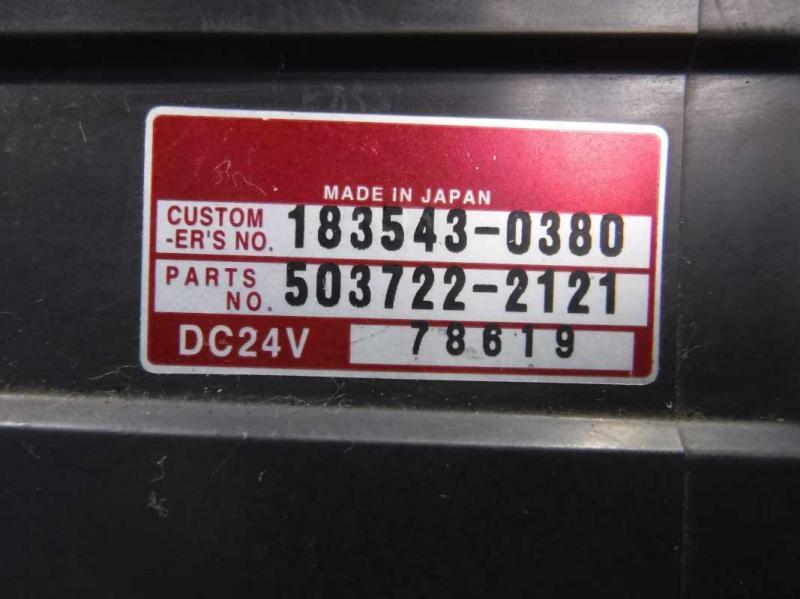 MADE IN JAPAN
CUSTOM
-ER'S NO. 183543-0380
PARTS
NO. 503722-2121
DC24V 78619